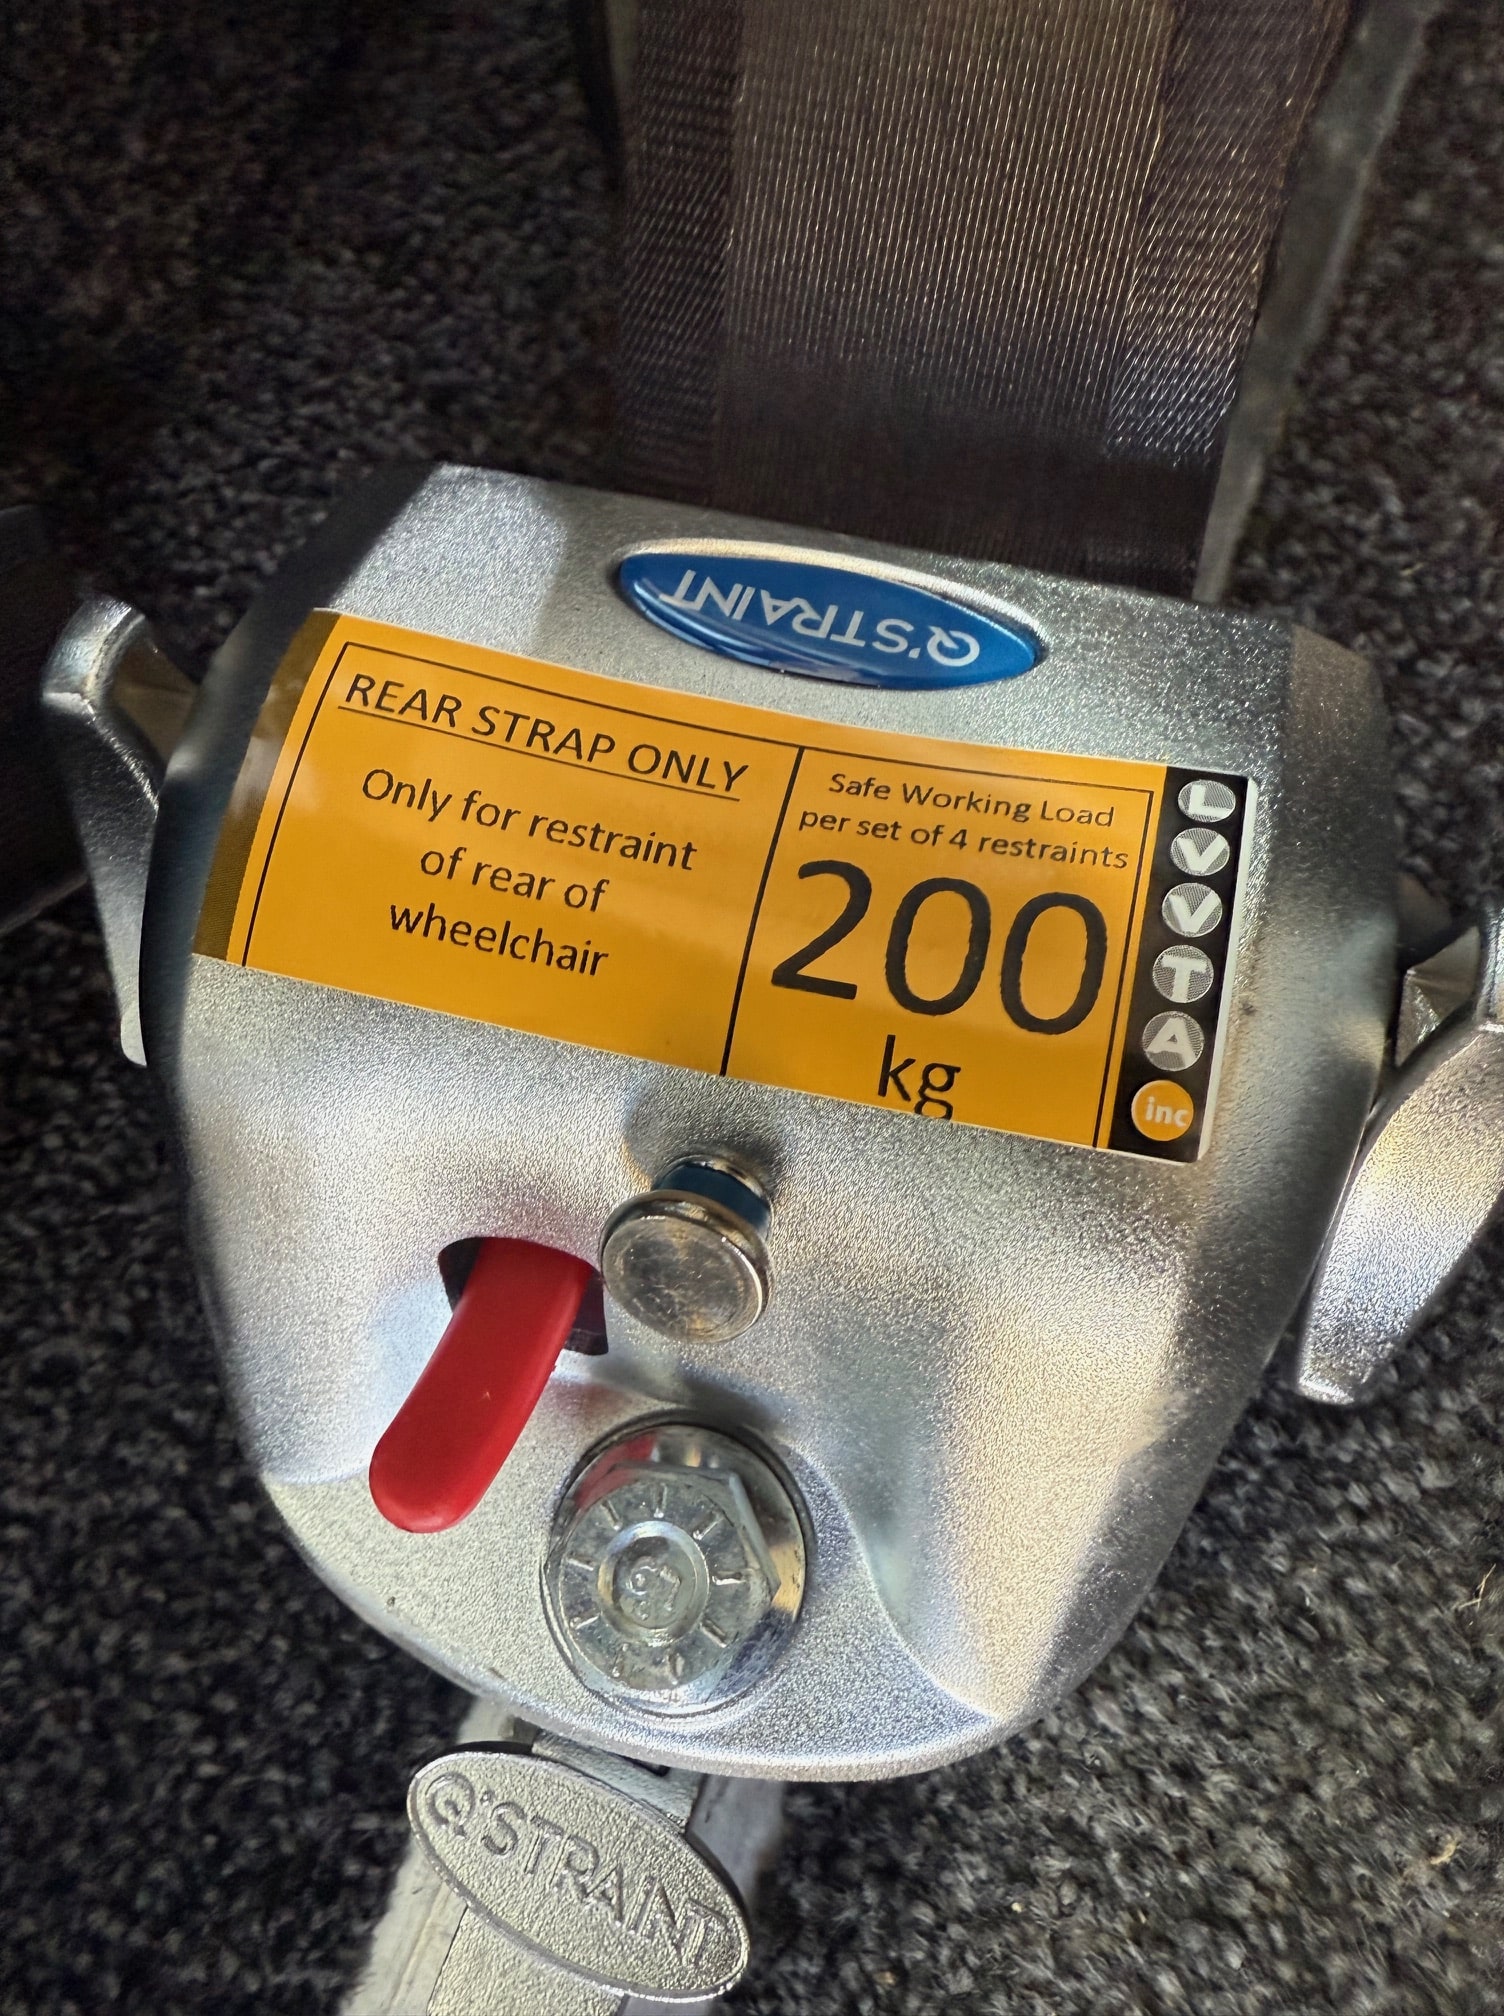 Q'STRAINT
REAR STRAP ONLY
Only for restraint
of rear of
wheelchair
Safe Working Load
per set of 4 restraints
200
kg
LVVTA
inc
Q'STRAINT